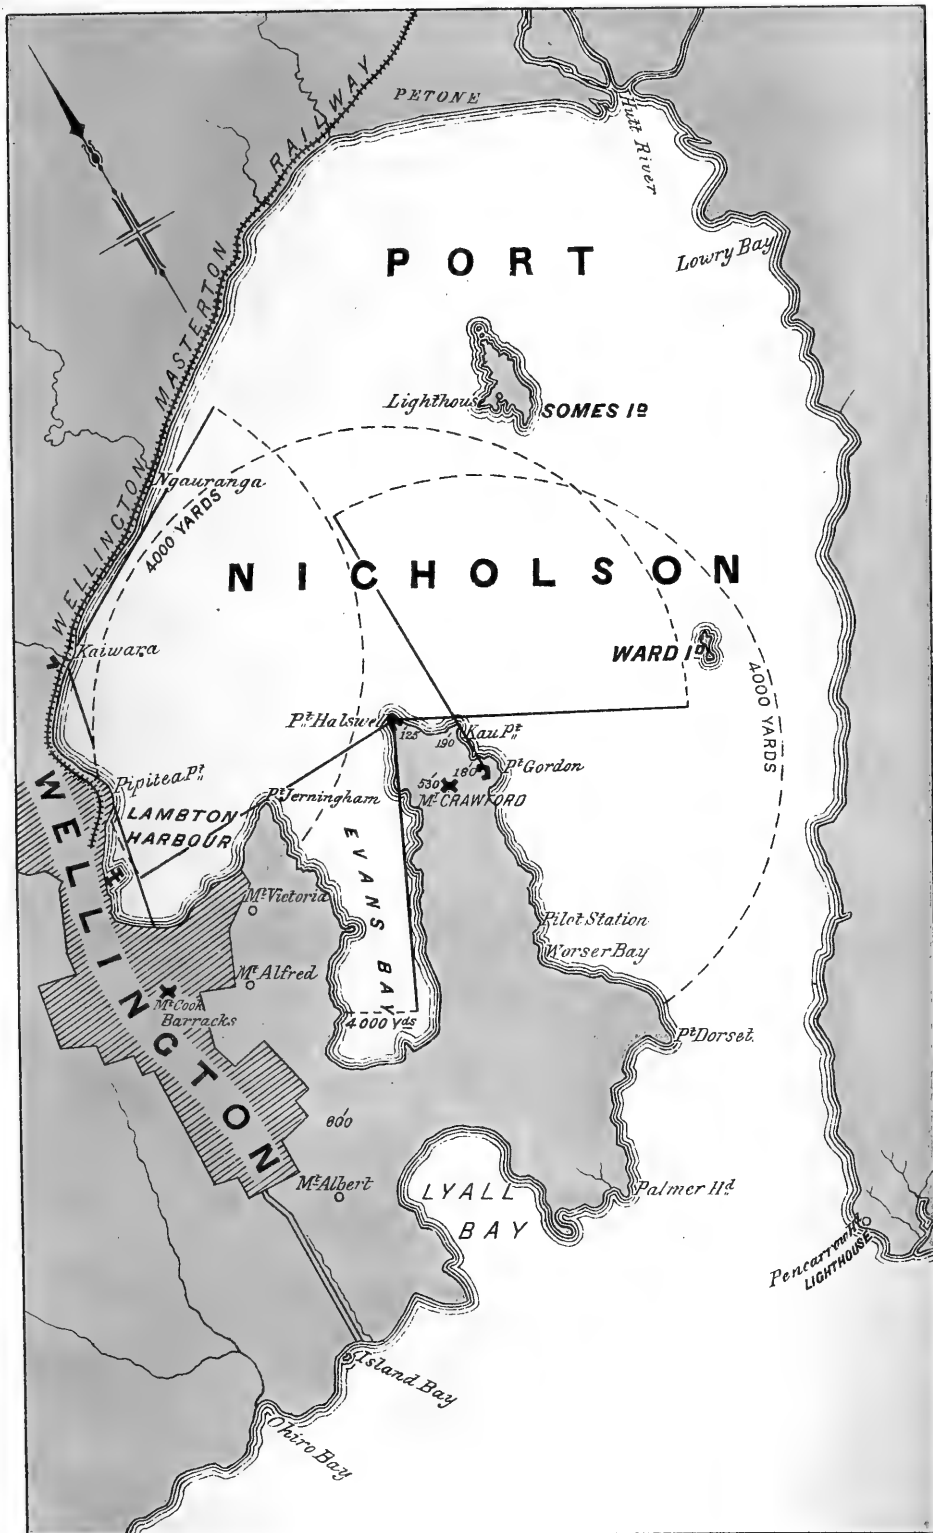 PETONE
Hutt River
WELLINGTON MASTERTON RAILWAY
Lowry Bay
PORT
Lighthouse
SOMES Iᴅ
Ngauranga
4000 YARDS
NICHOLSON
Kaiwara
WARD Iᴅ
4000 YARDS
Pt Halswell
125
190
Kau Pt
180
Pt Gordon
530
Mt CRAWFORD
Pipitea Pt
Pt Jerningham
LAMBTON
HARBOUR
EVANS BAY
WELLINGTON
Mt Victoria
Pilot Station
Worser Bay
Mt Alfred
Mt Cook
Barracks
4000 Yds
Pt Dorset.
600
Mt Albert
LYALL
BAY
Palmer Hd
Pencarrow Hd
LIGHTHOUSE
Island Bay
Ohiro Bay